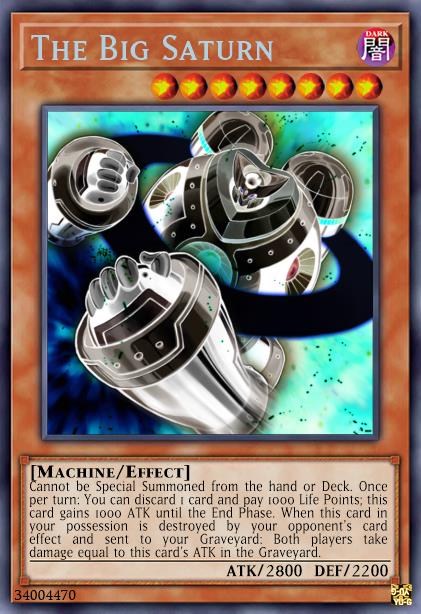 The Big Saturn
DARK
闇
[Machine/Effect]
Cannot be Special Summoned from the hand or Deck. Once
per turn: You can discard 1 card and pay 1000 Life Points; this
card gains 1000 ATK until the End Phase. When this card in
your possession is destroyed by your opponent's card
effect and sent to your Graveyard: Both players take
damage equal to this card's ATK in the Graveyard.
ATK/2800 DEF/2200
34004470